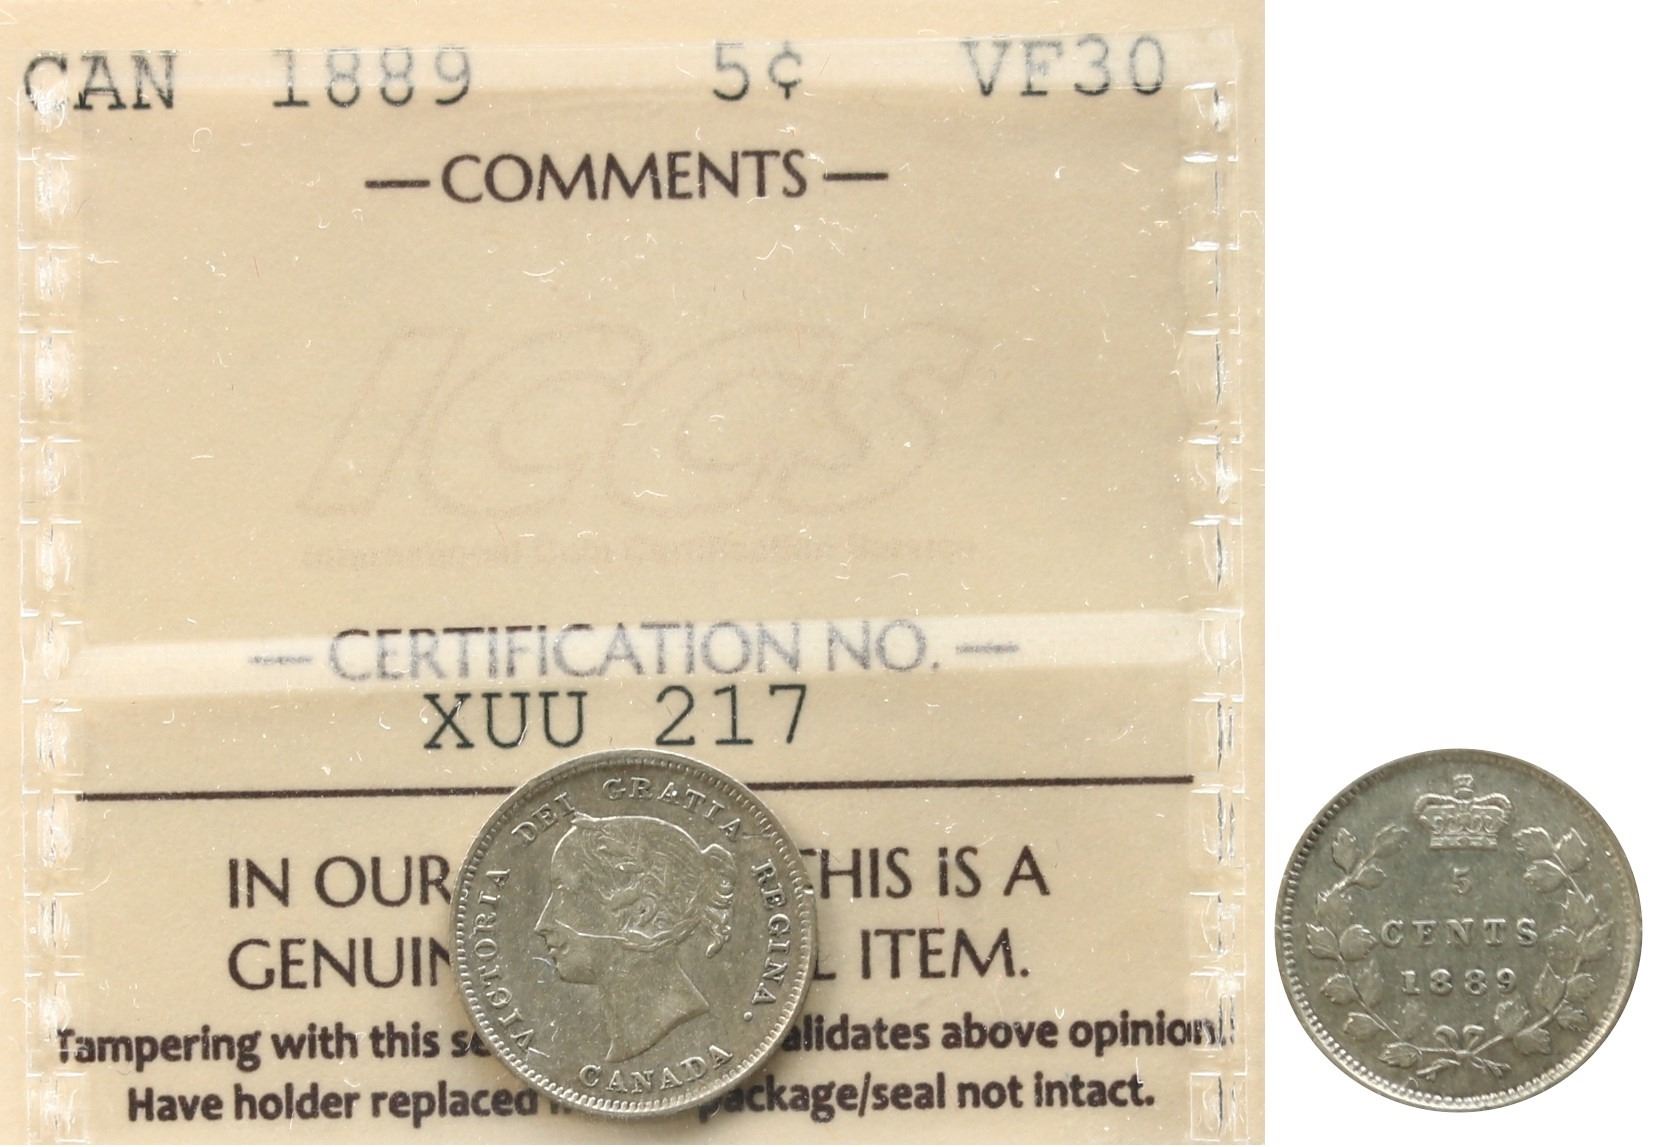 CAN 1889 5¢ VF30
— COMMENTS —
ICCS
— CERTIFICATION NO. —
XUU 217
IN OUR THIS iS A
GENUIN L ITEM.
Tampering with this se alidates above opinion.
Have holder replaced package/seal not intact.
VICTORIA DEI GRATIA REGINA.
CANADA
5
CENTS
1889